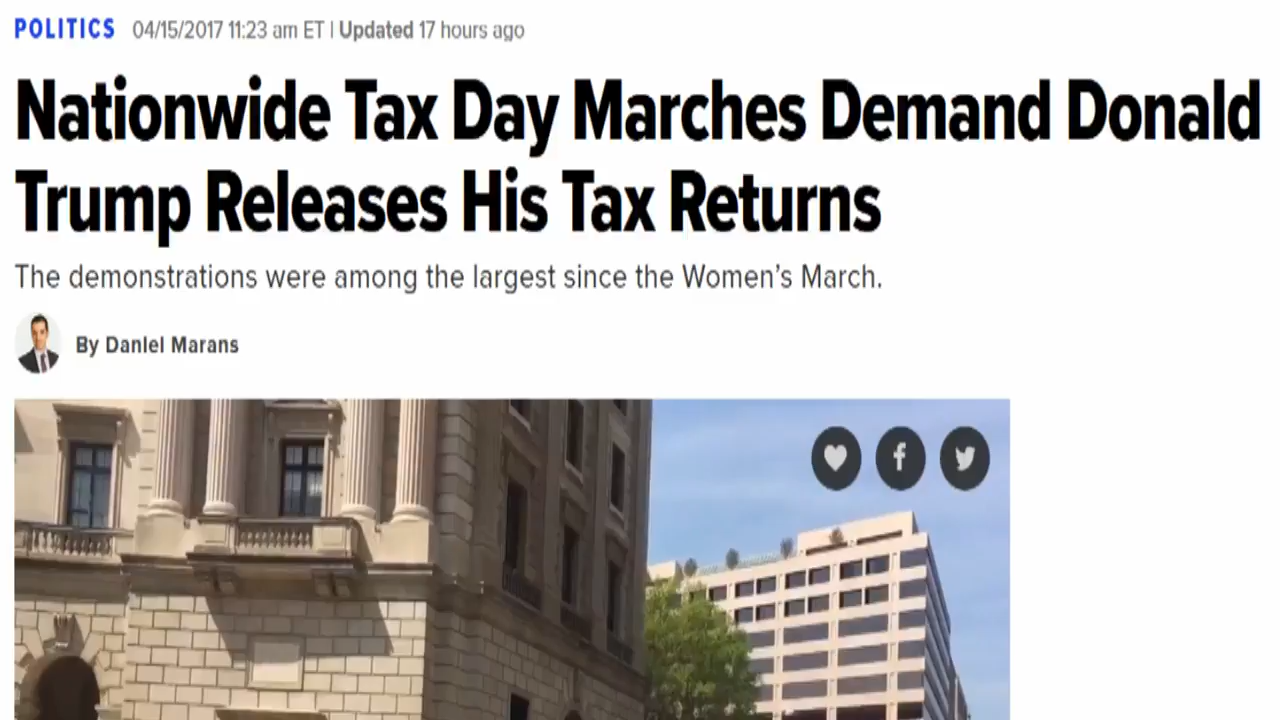 POLITICS 04/15/2017 11:23 am ET | Updated 17 hours ago
Nationwide Tax Day Marches Demand Donald
Trump Releases His Tax Returns
The demonstrations were among the largest since the Women's March.
By Daniel Marans